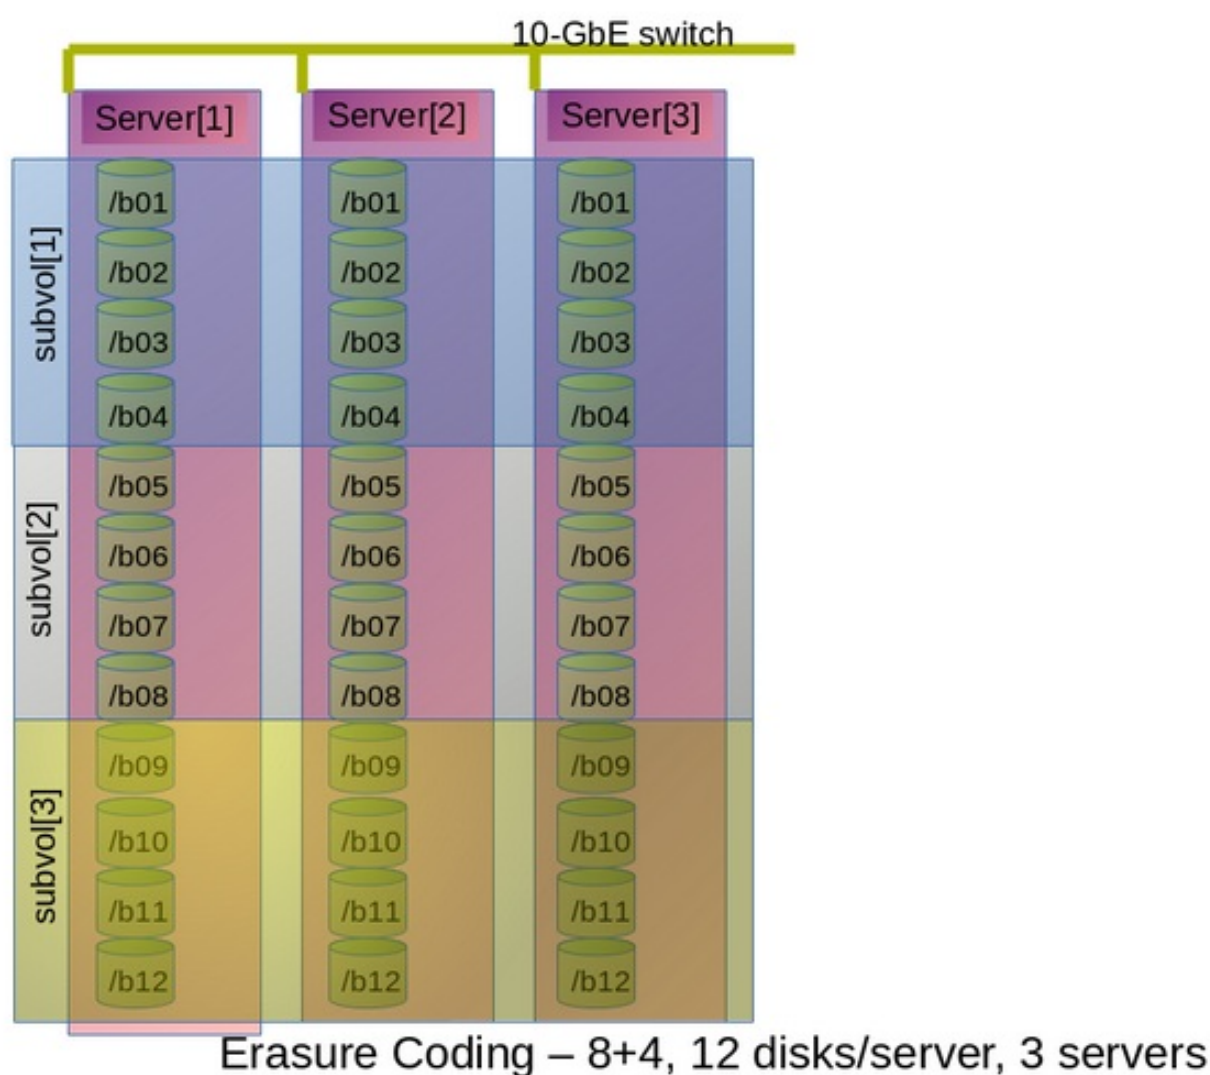 10-GbE switch
Server[1] Server[2] Server[3]
subvol[1]
/b01 /b01 /b01
/b02 /b02 /b02
/b03 /b03 /b03
/b04 /b04 /b04
subvol[2]
/b05 /b05 /b05
/b06 /b06 /b06
/b07 /b07 /b07
/b08 /b08 /b08
subvol[3]
/b09 /b09 /b09
/b10 /b10 /b10
/b11 /b11 /b11
/b12 /b12 /b12
Erasure Coding – 8+4, 12 disks/server, 3 servers